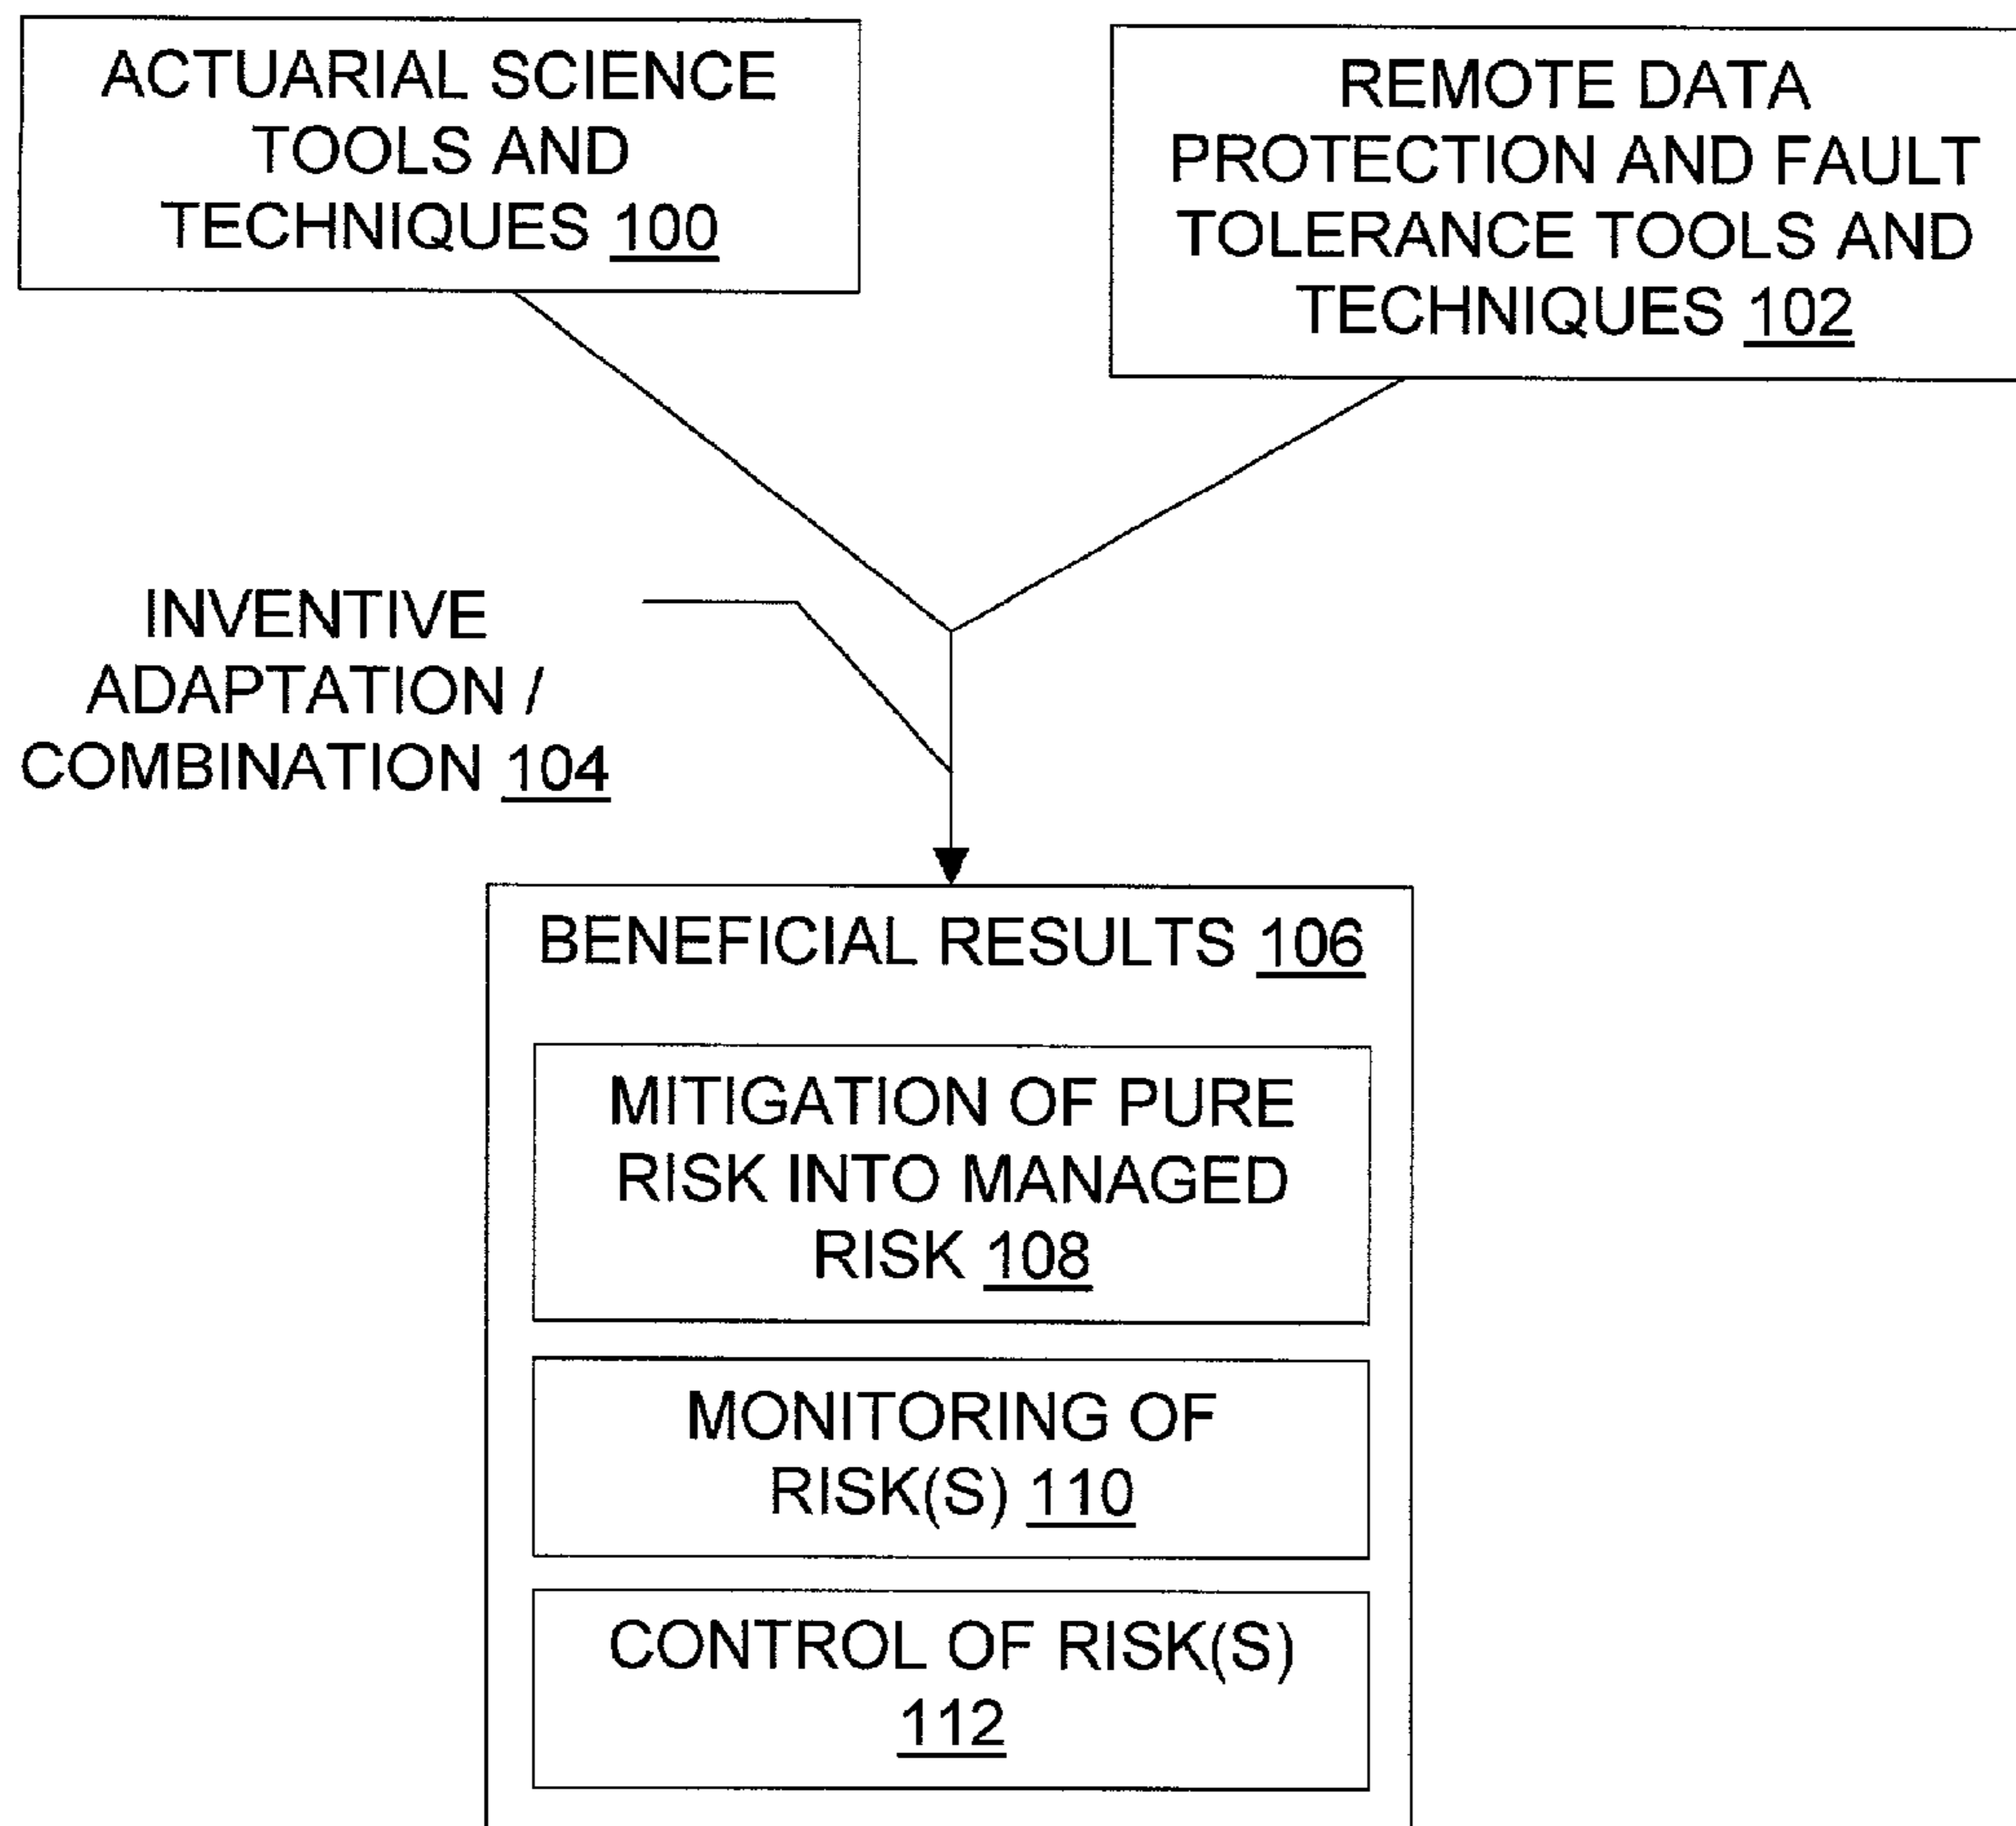 ACTUARIAL SCIENCE
TOOLS AND
TECHNIQUES 100
REMOTE DATA
PROTECTION AND FAULT
TOLERANCE TOOLS AND
TECHNIQUES 102
INVENTIVE
ADAPTATION /
COMBINATION 104
BENEFICIAL RESULTS 106
MITIGATION OF PURE
RISK INTO MANAGED
RISK 108
MONITORING OF
RISK(S) 110
CONTROL OF RISK(S)
112